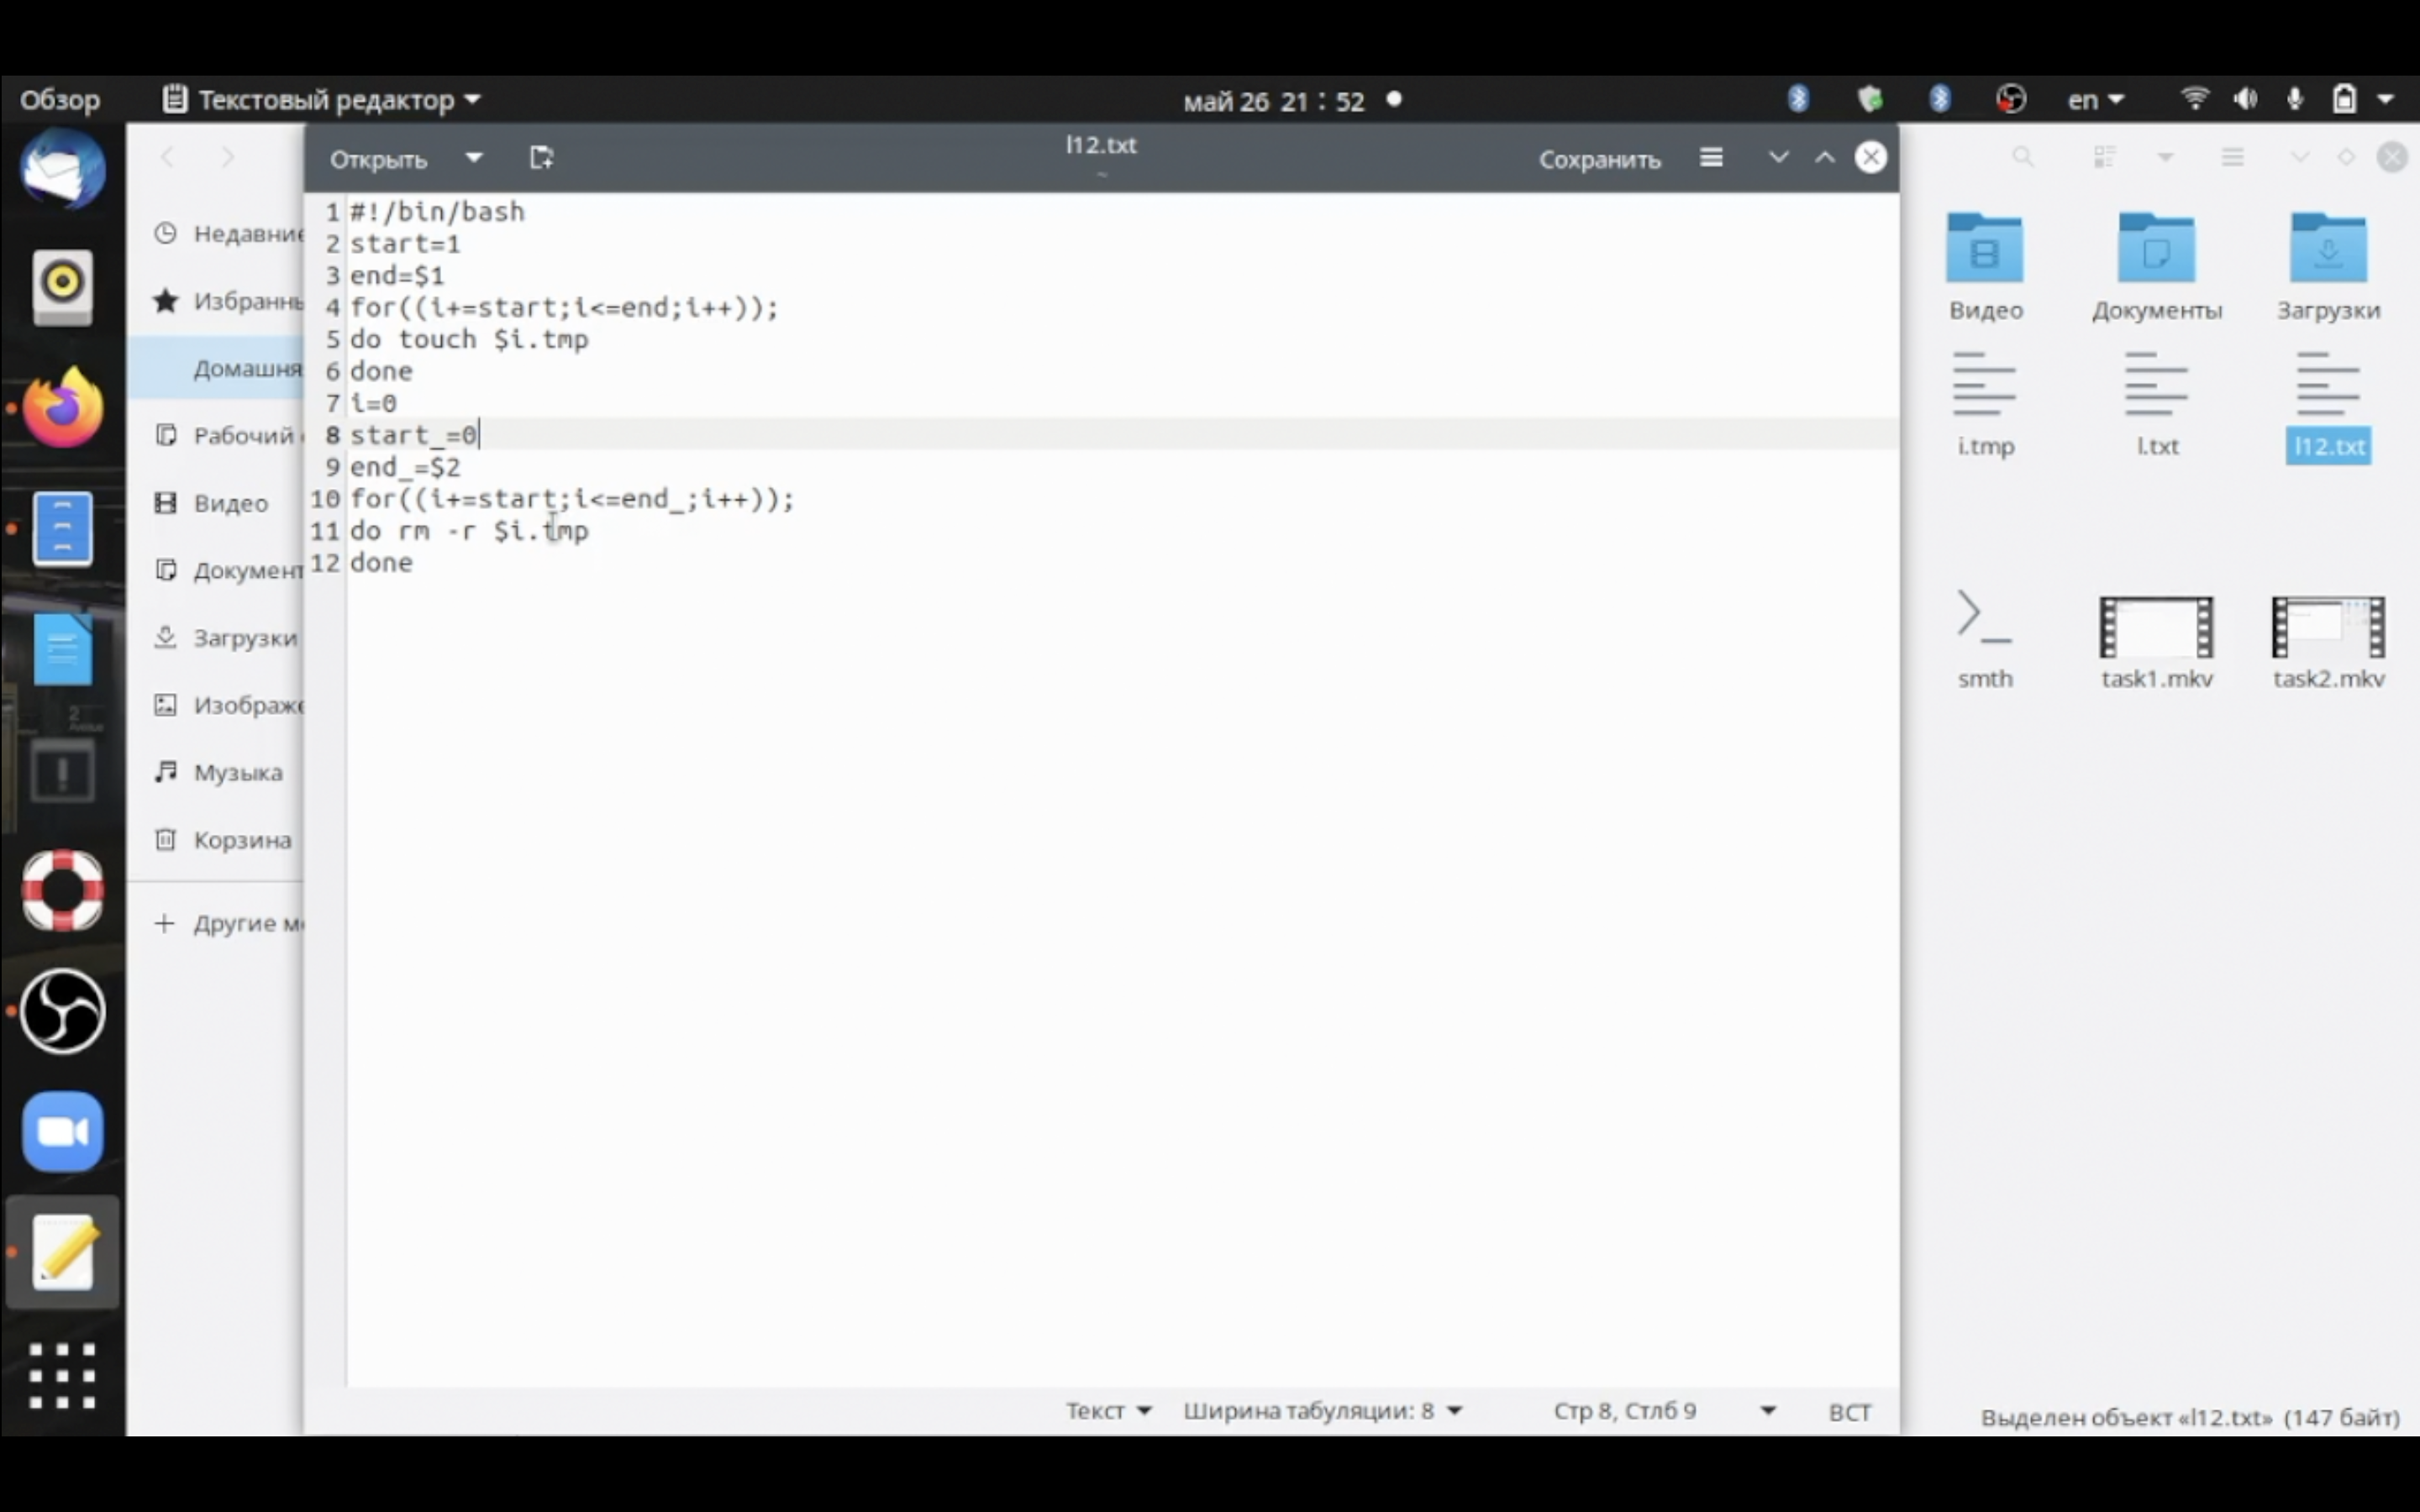 Обзор
Текстовый редактор
май 26 21 : 52
en
Открыть
l12.txt
~
Сохранить
Недавние
Избранны
Домашня
Рабочий
Видео
Документ
Загрузки
Изображе
Музыка
Корзина
+ Другие м
1 #!/bin/bash
2 start=1
3 end=$1
4 for((i+=start;i<=end;i++));
5 do touch $i.tmp
6 done
7 i=0
8 start_=0
9 end_=$2
10 for((i+=start;i<=end_;i++));
11 do rm -r $i.tmp
12 done
Видео
Документы
Загрузки
i.tmp
l.txt
l12.txt
smth
task1.mkv
task2.mkv
Текст
Ширина табуляции: 8
Стр 8, Стлб 9
ВСТ
Выделен объект «l12.txt» (147 байт)